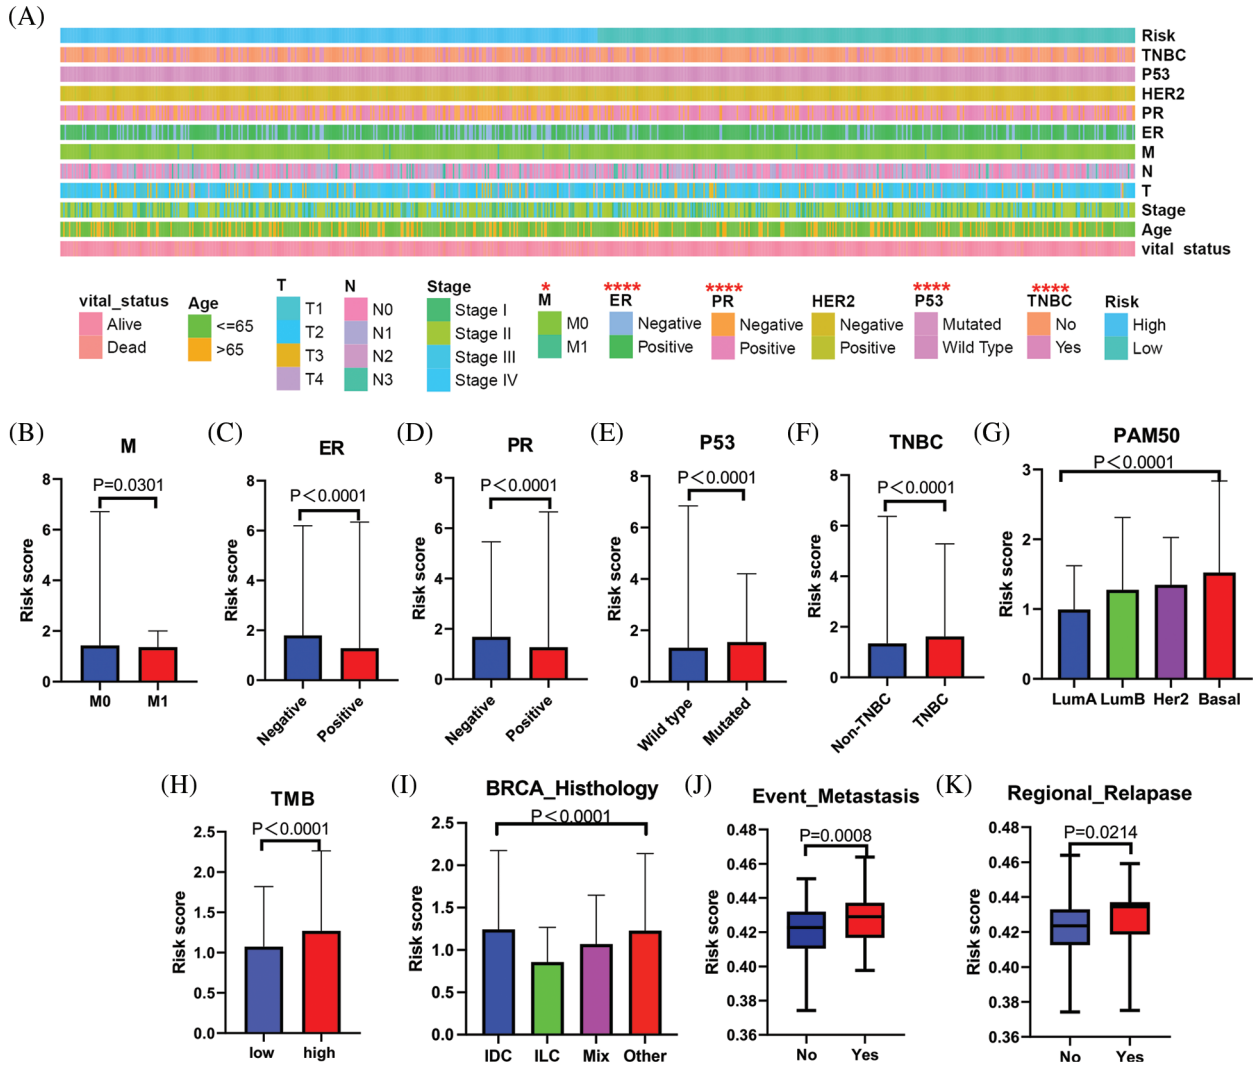 (A)
Risk
TNBC
P53
HER2
PR
ER
M
N
T
Stage
Age
vital status
vital_status
Alive
Dead
Age
<=65
>65
T
T1
T2
T3
T4
N
N0
N1
N2
N3
Stage
Stage I
Stage II
Stage III
Stage IV
*
M
M0
M1
****
ER
Negative
Positive
****
PR
Negative
Positive
HER2
Negative
Positive
****
P53
Mutated
Wild Type
****
TNBC
No
Yes
Risk
High
Low
(B)
M
P=0.0301
Risk score
8
6
4
2
0
M0 M1
(C)
ER
P<0.0001
Risk score
8
6
4
2
0
Negative Positive
(D)
PR
P<0.0001
Risk score
8
6
4
2
0
Negative Positive
(E)
P53
P<0.0001
Risk score
8
6
4
2
0
Wild type Mutated
(F)
TNBC
P<0.0001
Risk score
8
6
4
2
0
Non-TNBC TNBC
(G)
PAM50
P<0.0001
Risk score
3
2
1
0
LumA LumB Her2 Basal
(H)
TMB
P<0.0001
Risk score
2.5
2.0
1.5
1.0
0.5
0.0
low high
(I)
BRCA_Histhology
P<0.0001
Risk score
2.5
2.0
1.5
1.0
0.5
0.0
IDC ILC Mix Other
(J)
Event_Metastasis
P=0.0008
Risk score
0.48
0.46
0.44
0.42
0.40
0.38
0.36
No Yes
(K)
Regional_Relapase
P=0.0214
Risk score
0.48
0.46
0.44
0.42
0.40
0.38
0.36
No Yes